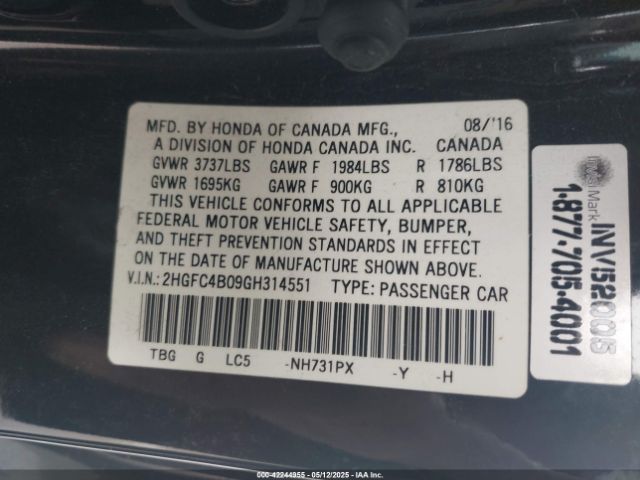 MFD. BY HONDA OF CANADA MFG., 08/'16
A DIVISION OF HONDA CANADA INC. CANADA
GVWR 3737LBS GAWR F 1984LBS R 1786LBS
GVWR 1695KG GAWR F 900KG R 810KG
THIS VEHICLE CONFORMS TO ALL APPLICABLE
FEDERAL MOTOR VEHICLE SAFETY, BUMPER,
AND THEFT PREVENTION STANDARDS IN EFFECT
ON THE DATE OF MANUFACTURE SHOWN ABOVE.
V.I.N.: 2HGFC4B09GH314551 TYPE: PASSENGER CAR
TBG G LC5 -NH731PX -Y -H
Mark
INV52003
1-877-705-4001
000-42244955 - 05/12/2025 - IAA Inc.